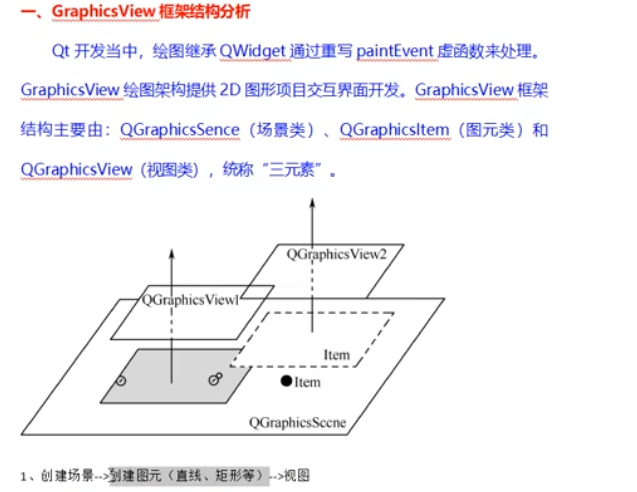 一、GraphicsView 框架结构分析
Qt 开发当中，绘图继承 QWidget 通过重写 paintEvent 虚函数来处理。
GraphicsView 绘图架构提供 2D 图形项目交互界面开发。GraphicsView 框架
结构主要由：QGraphicsSence（场景类）、QGraphicsItem（图元类）和
QGraphicsView（视图类），统称“三元素”。
QGraphicsView2
QGraphicsView1
Item
Item
QGraphicsSccne
1、创建场景-->创建图元（直线、矩形等）-->视图